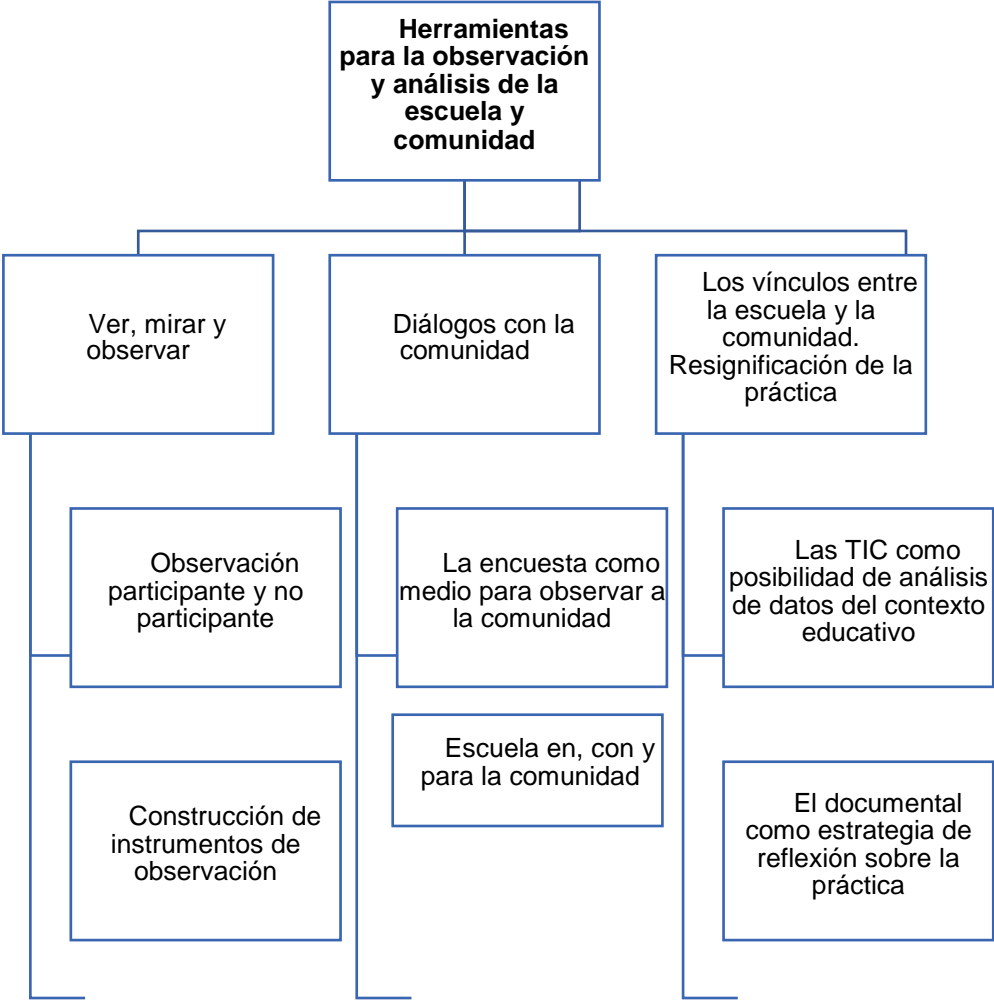 Herramientas
para la observación
y análisis de la
escuela y
comunidad
Ver, mirar y
observar
Diálogos con la
comunidad
Los vínculos entre
la escuela y la
comunidad.
Resignificación de la
práctica
Observación
participante y no
participante
La encuesta como
medio para observar a
la comunidad
Las TIC como
posibilidad de análisis
de datos del contexto
educativo
Construcción de
instrumentos de
observación
Escuela en, con y
para la comunidad
El documental
como estrategia de
reflexión sobre la
práctica